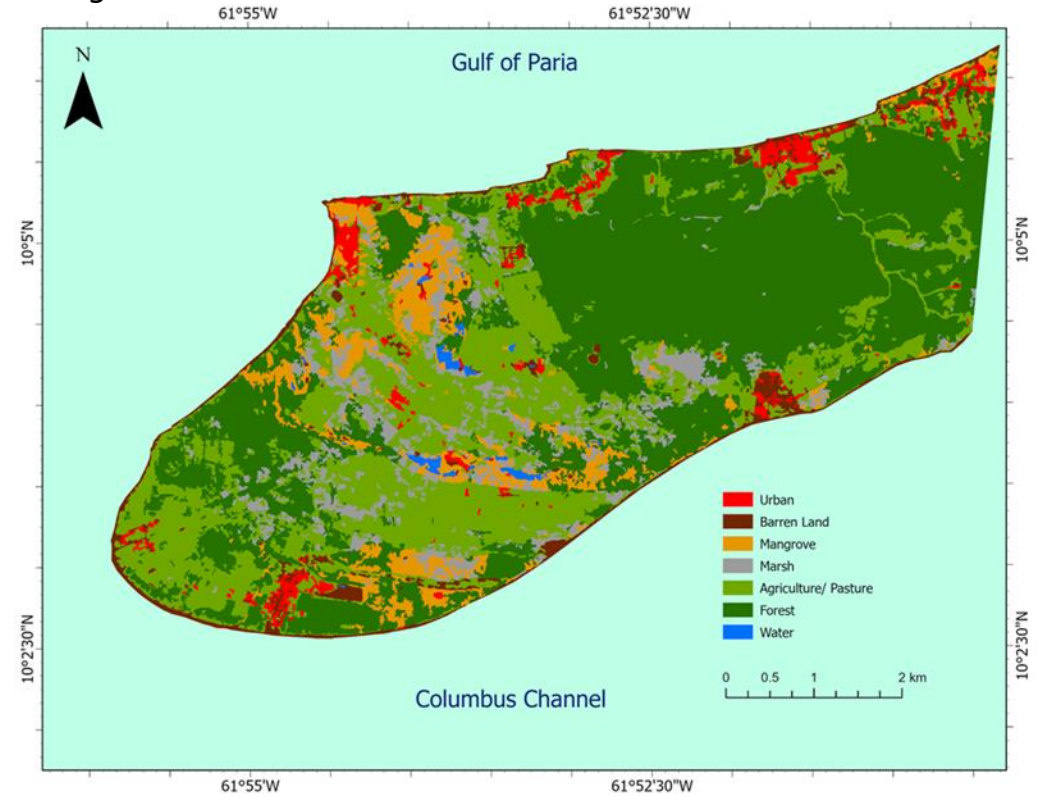 61°55'W 61°52'30"W
N
Gulf of Paria
10°5'N 10°5'N
Urban
Barren Land
Mangrove
Marsh
Agriculture/ Pasture
Forest
Water
10°2'30"N 10°2'30"N
0 0.5 1 2 km
Columbus Channel
61°55'W 61°52'30"W